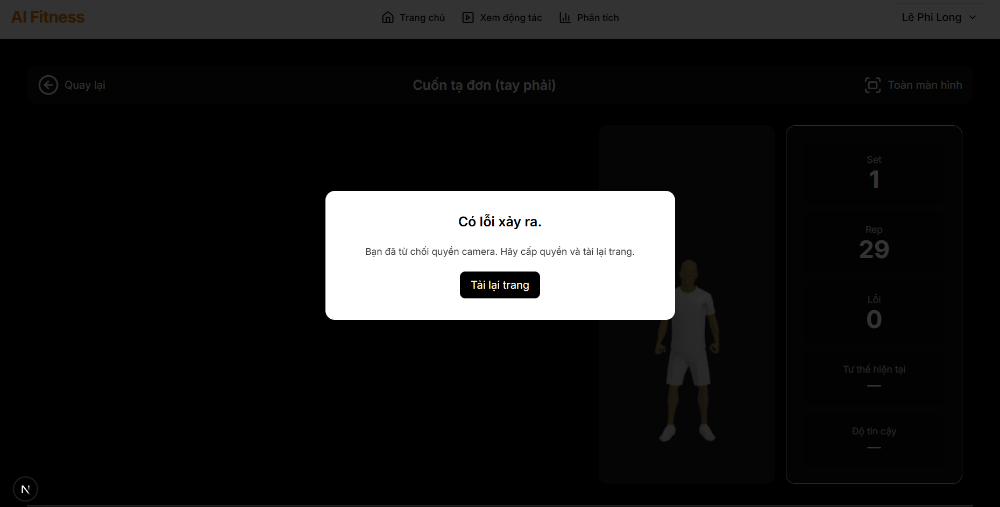 AI Fitness
Trang chủ
Xem động tác
Phân tích
Lê Phi Long
Quay lại
Cuốn tạ đơn (tay phải)
Toàn màn hình
Có lỗi xảy ra.
Bạn đã từ chối quyền camera. Hãy cấp quyền và tải lại trang.
Tải lại trang
Set
1
Rep
29
Lỗi
0
Tư thế hiện tại
—
Độ tin cậy
—
N